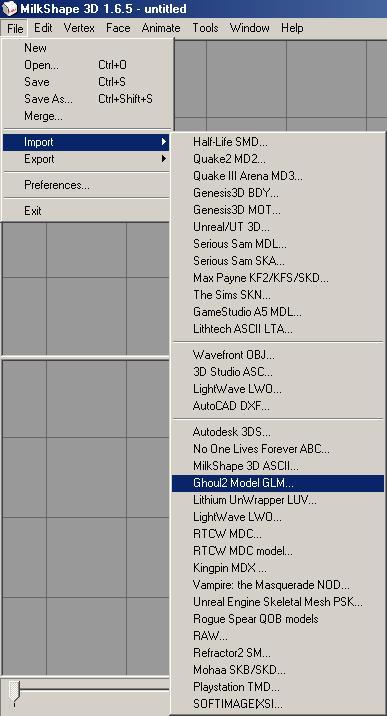 MilkShape 3D 1.6.5 - untitled
File Edit Vertex Face Animate Tools Window Help
New
Open... Ctrl+O
Save Ctrl+S
Save As... Ctrl+Shift+S
Merge...
Import
Export
Preferences...
Exit
Half-Life SMD...
Quake2 MD2...
Quake III Arena MD3...
Genesis3D BDY...
Genesis3D MOT...
Unreal/UT 3D...
Serious Sam MDL...
Serious Sam SKA...
Max Payne KF2/KFS/SKD...
The Sims SKN...
GameStudio A5 MDL...
Lithtech ASCII LTA...
Wavefront OBJ...
3D Studio ASC...
LightWave LWO...
AutoCAD DXF...
Autodesk 3DS...
No One Lives Forever ABC...
MilkShape 3D ASCII...
Ghoul2 Model GLM...
Lithium UnWrapper LUV...
LightWave LWO...
RTCW MDC...
RTCW MDC model...
Kingpin MDX ...
Vampire: the Masquerade NOD...
Unreal Engine Skeletal Mesh PSK...
Rogue Spear QOB models
RAW...
Refractor2 SM...
Mohaa SKB/SKD...
Playstation TMD...
SOFTIMAGE|XSI...